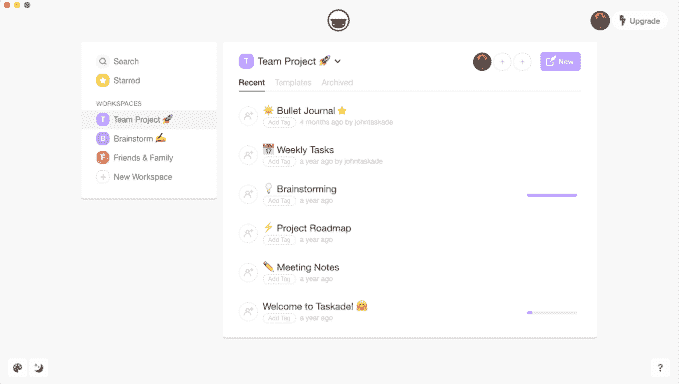 Upgrade
Search
Starred
WORKSPACES
T Team Project 🚀
B Brainstorm ✍️
F Friends & Family
+ New Workspace
T Team Project 🚀
New
Recent Templates Archived
☀️ Bullet Journal ⭐
Add Tag 4 months ago by johntaskade
📅 Weekly Tasks
Add Tag a year ago by johntaskade
💡 Brainstorming
Add Tag a year ago
⚡ Project Roadmap
Add Tag a year ago
✏️ Meeting Notes
Add Tag a year ago
Welcome to Taskade! 🤗
Add Tag a year ago
?